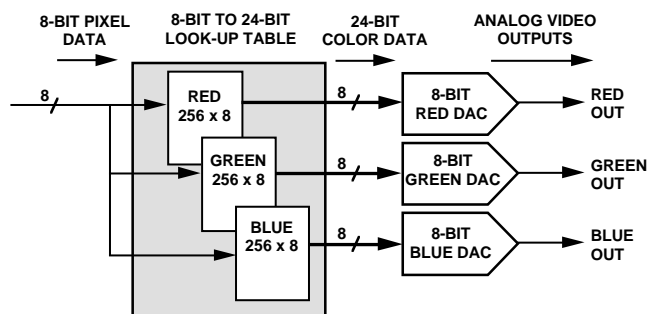 8-BIT PIXEL
DATA
8-BIT TO 24-BIT
LOOK-UP TABLE
24-BIT
COLOR DATA
ANALOG VIDEO
OUTPUTS
8
RED
256 x 8
8
8-BIT
RED DAC
RED
OUT
GREEN
256 x 8
8
8-BIT
GREEN DAC
GREEN
OUT
BLUE
256 x 8
8
8-BIT
BLUE DAC
BLUE
OUT